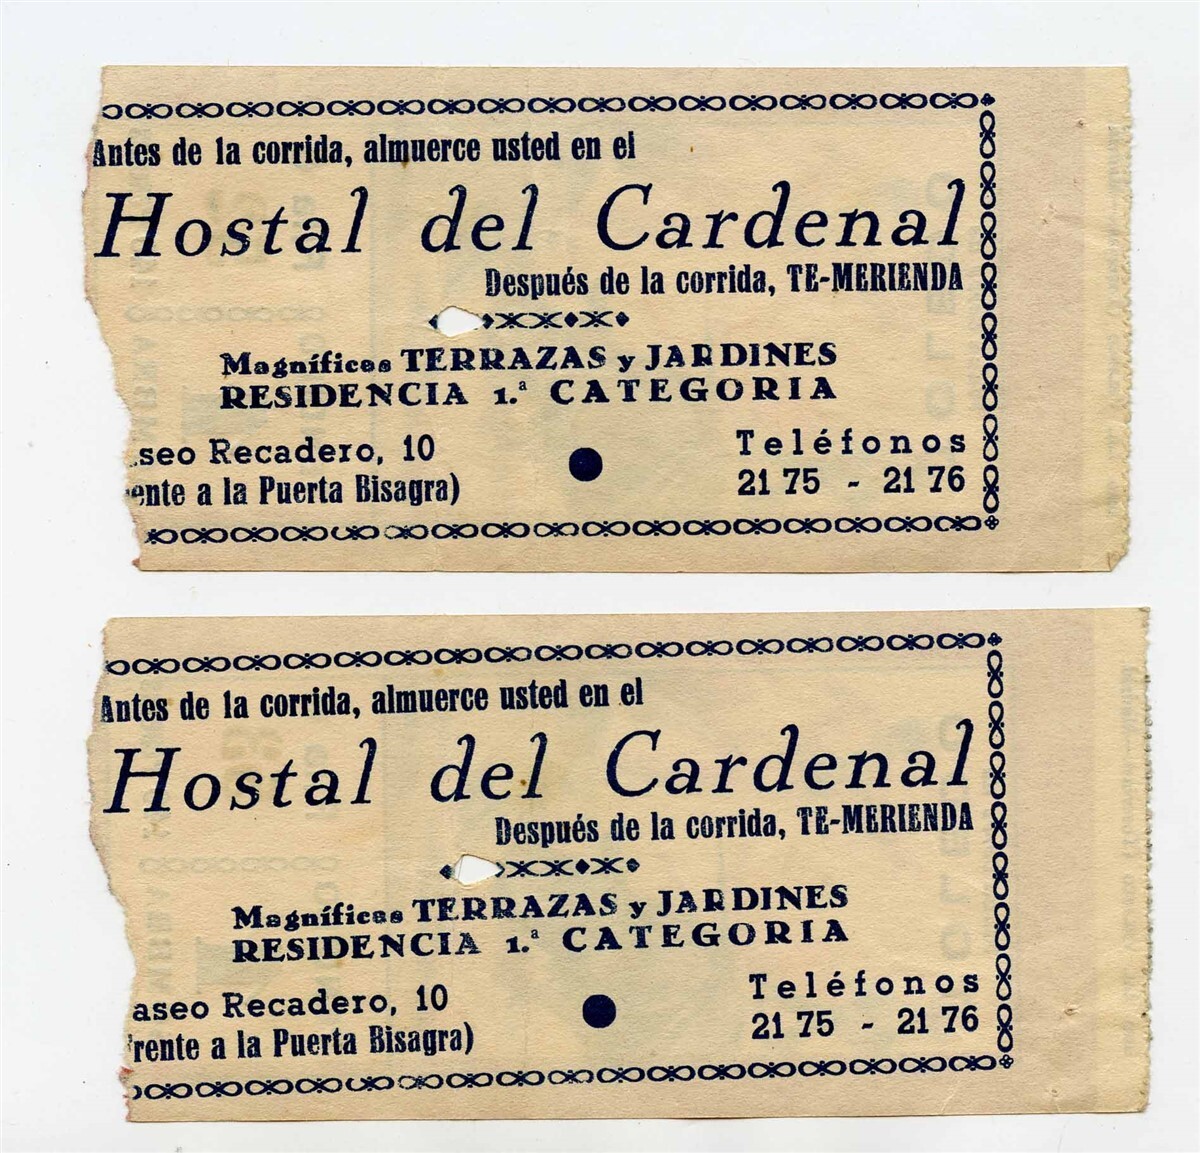 Antes de la corrida, almuerce usted en el
Hostal del Cardenal
Después de la corrida, TE-MERIENDA
Magníficas TERRAZAS y JARDINES
RESIDENCIA 1.ª CATEGORIA
aseo Recadero, 10
Teléfonos
ente a la Puerta Bisagra)
21 75 - 21 76
Antes de la corrida, almuerce usted en el
Hostal del Cardenal
Después de la corrida, TE-MERIENDA
Magníficas TERRAZAS y JARDINES
RESIDENCIA 1.ª CATEGORIA
aseo Recadero, 10
Teléfonos
rente a la Puerta Bisagra)
21 75 - 21 76